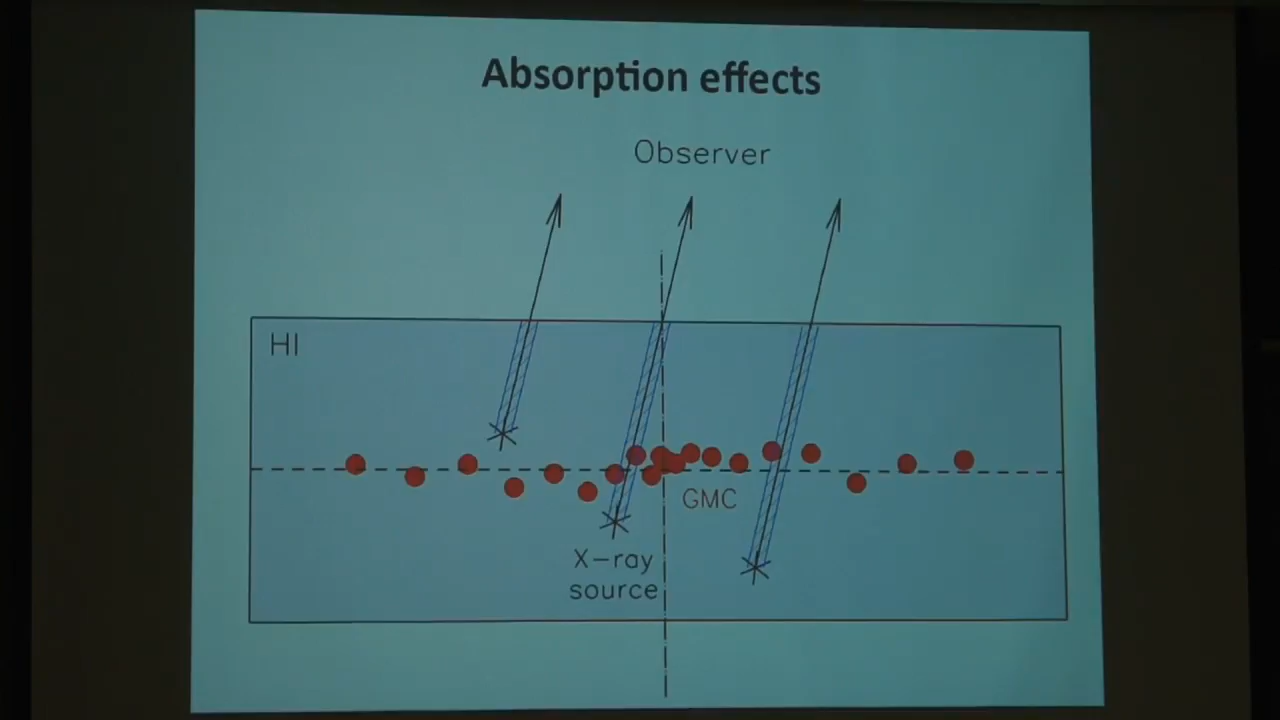 Absorption effects
Observer
HI
GMC
X-ray
source